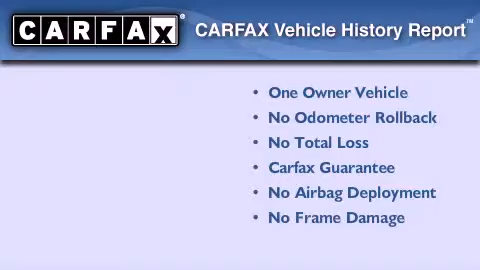 CARFAX® CARFAX Vehicle History Report™
• One Owner Vehicle
• No Odometer Rollback
• No Total Loss
• Carfax Guarantee
• No Airbag Deployment
• No Frame Damage